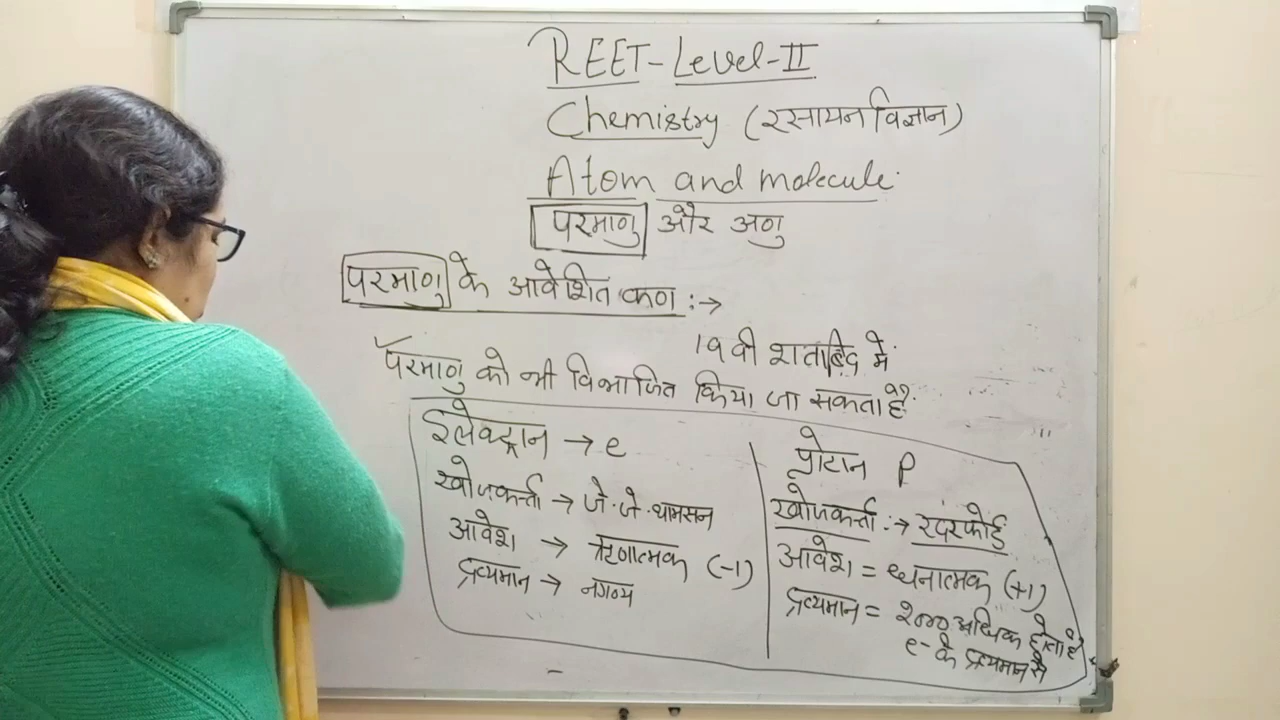 REET-Level-II
Chemistry (रसायन विज्ञान)
Atom and molecule.
परमाणु और अणु
परमाणु के आवेशित कण :→
19वी शताब्दि में
परमाणु को भी विभाजित किया जा सकता है
इलेक्ट्रान → e
खोजकर्त्ता → जे.जे.थामसन
आवेश → ऋणात्मक (-1)
द्रव्यमान → नगण्य
प्रोटान P
खोजकर्त्ता :→ रदरफोर्ड
आवेश = धनात्मक (+1)
द्रव्यमान = २००० अधिक होता है
e- के द्रव्यमान से